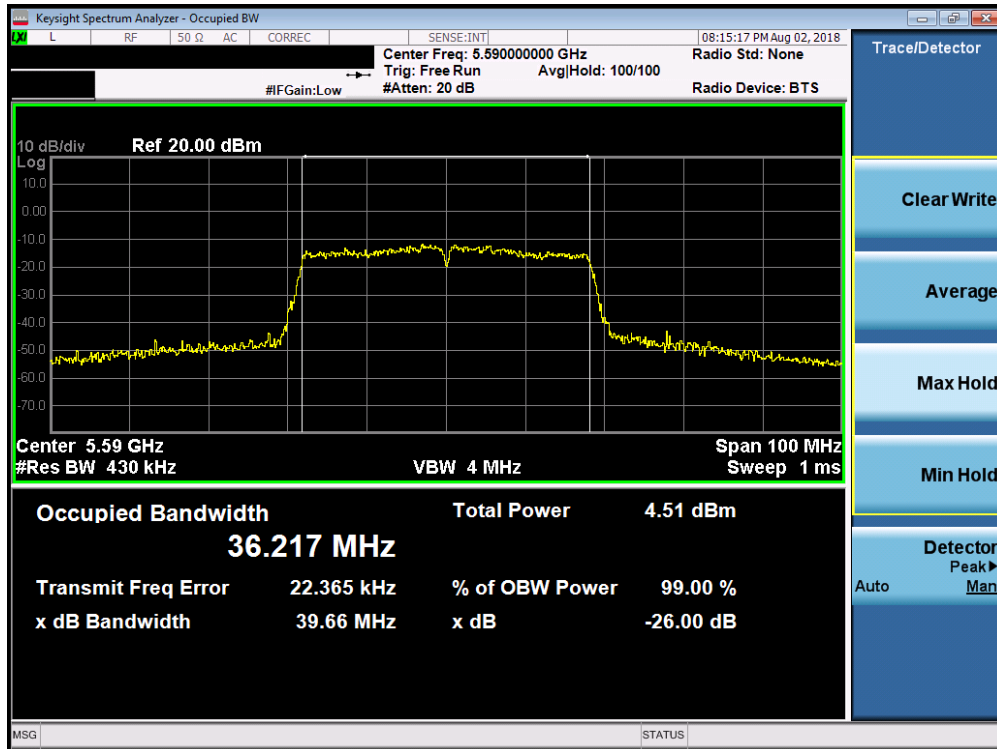 Keysight Spectrum Analyzer - Occupied BW
LXI L RF 50 Ω AC CORREC SENSE:INT 08:15:17 PM Aug 02, 2018
Center Freq: 5.590000000 GHz Radio Std: None
Trig: Free Run Avg|Hold: 100/100
#IFGain:Low #Atten: 20 dB Radio Device: BTS
Trace/Detector
10 dB/div Ref 20.00 dBm
Log
10.0
0.00
-10.0
-20.0
-30.0
-40.0
-50.0
-60.0
-70.0
Center 5.59 GHz Span 100 MHz
#Res BW 430 kHz VBW 4 MHz Sweep 1 ms
Occupied Bandwidth Total Power 4.51 dBm
36.217 MHz
Transmit Freq Error 22.365 kHz % of OBW Power 99.00 %
x dB Bandwidth 39.66 MHz x dB -26.00 dB
Clear Write
Average
Max Hold
Min Hold
Detector
Peak▶
Auto Man
MSG STATUS